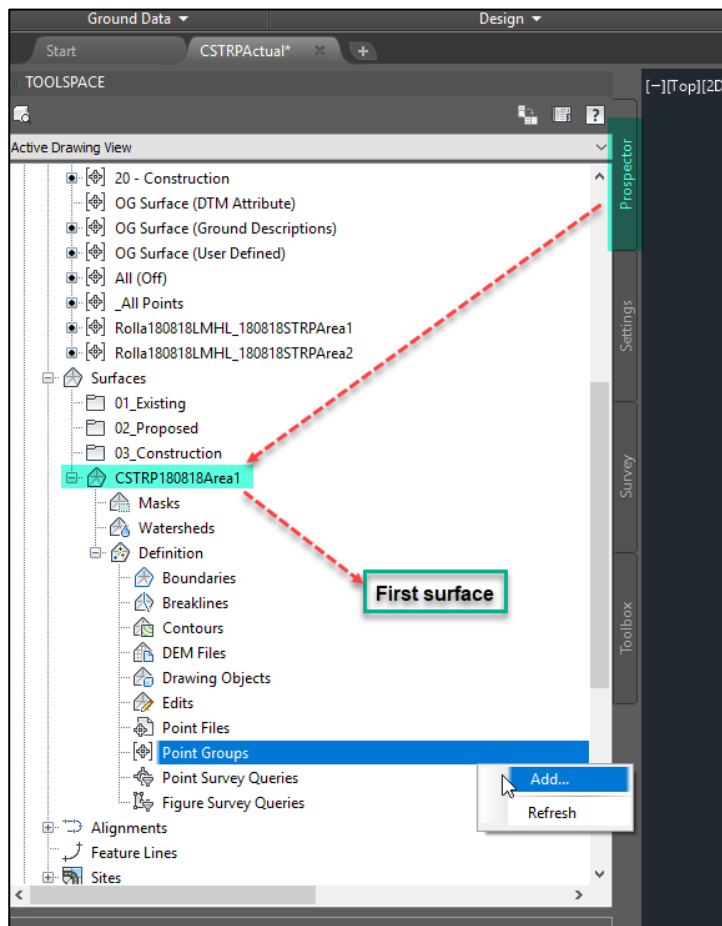 Ground Data
Design
Start
CSTRPActual*
TOOLSPACE
[−][Top][2D
Active Drawing View
Prospector
20 - Construction
OG Surface (DTM Attribute)
OG Surface (Ground Descriptions)
OG Surface (User Defined)
All (Off)
_All Points
Rolla180818LMHL_180818STRPArea1
Settings
Rolla180818LMHL_180818STRPArea2
Surfaces
01_Existing
02_Proposed
03_Construction
CSTRP180818Area1
Survey
Masks
Watersheds
Definition
Boundaries
First surface
Breaklines
Contours
Toolbox
DEM Files
Drawing Objects
Edits
Point Files
Point Groups
Add...
Point Survey Queries
Figure Survey Queries
Refresh
Alignments
Feature Lines
Sites